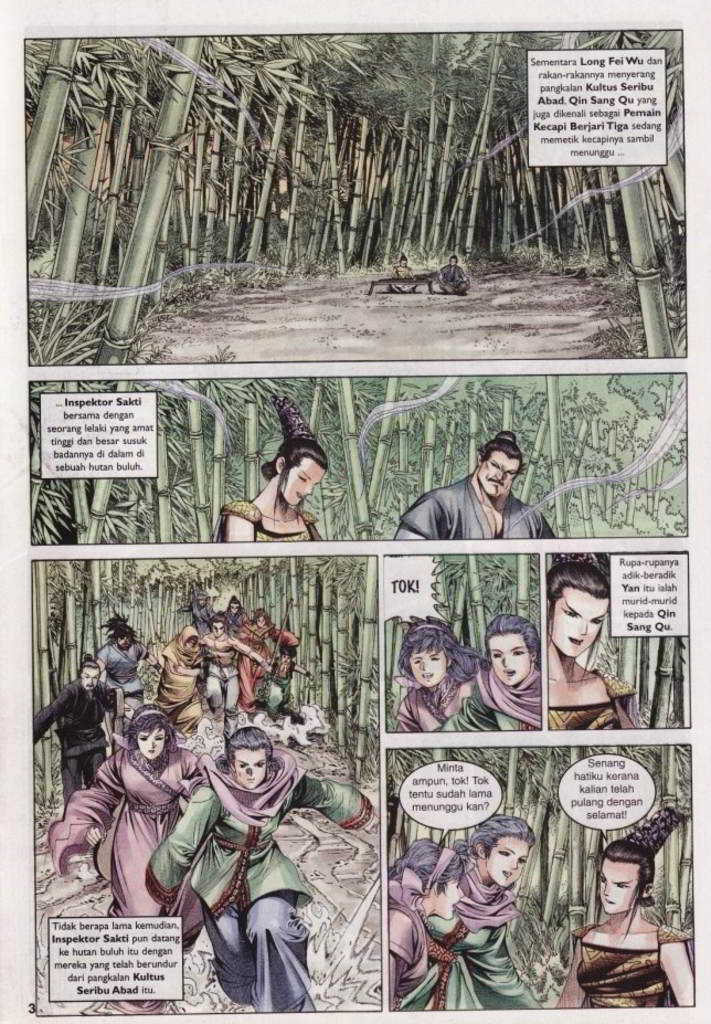 Sementara Long Fei Wu dan
rakan-rakannya menyerang
pangkalan Kultus Seribu
Abad, Qin Sang Qu yang
juga dikenali sebagai Pemain
Kecapi Berjari Tiga sedang
memetik kecapinya sambil
menunggu ...
... Inspektor Sakti
bersama dengan
seorang lelaki yang amat
tinggi dan besar susuk
badannya di dalam di
sebuah hutan buluh.
Tidak berapa lama kemudian,
Inspektor Sakti pun datang
ke hutan buluh itu dengan
mereka yang telah berundur
dari pangkalan Kultus
Seribu Abad itu.
TOK!
Rupa-rupanya
adik-beradik
Yan itu ialah
murid-murid
kepada Qin
Sang Qu.
Minta
ampun, tok! Tok
tentu sudah lama
menunggu kan?
Senang
hatiku kerana
kalian telah
pulang dengan
selamat!
3